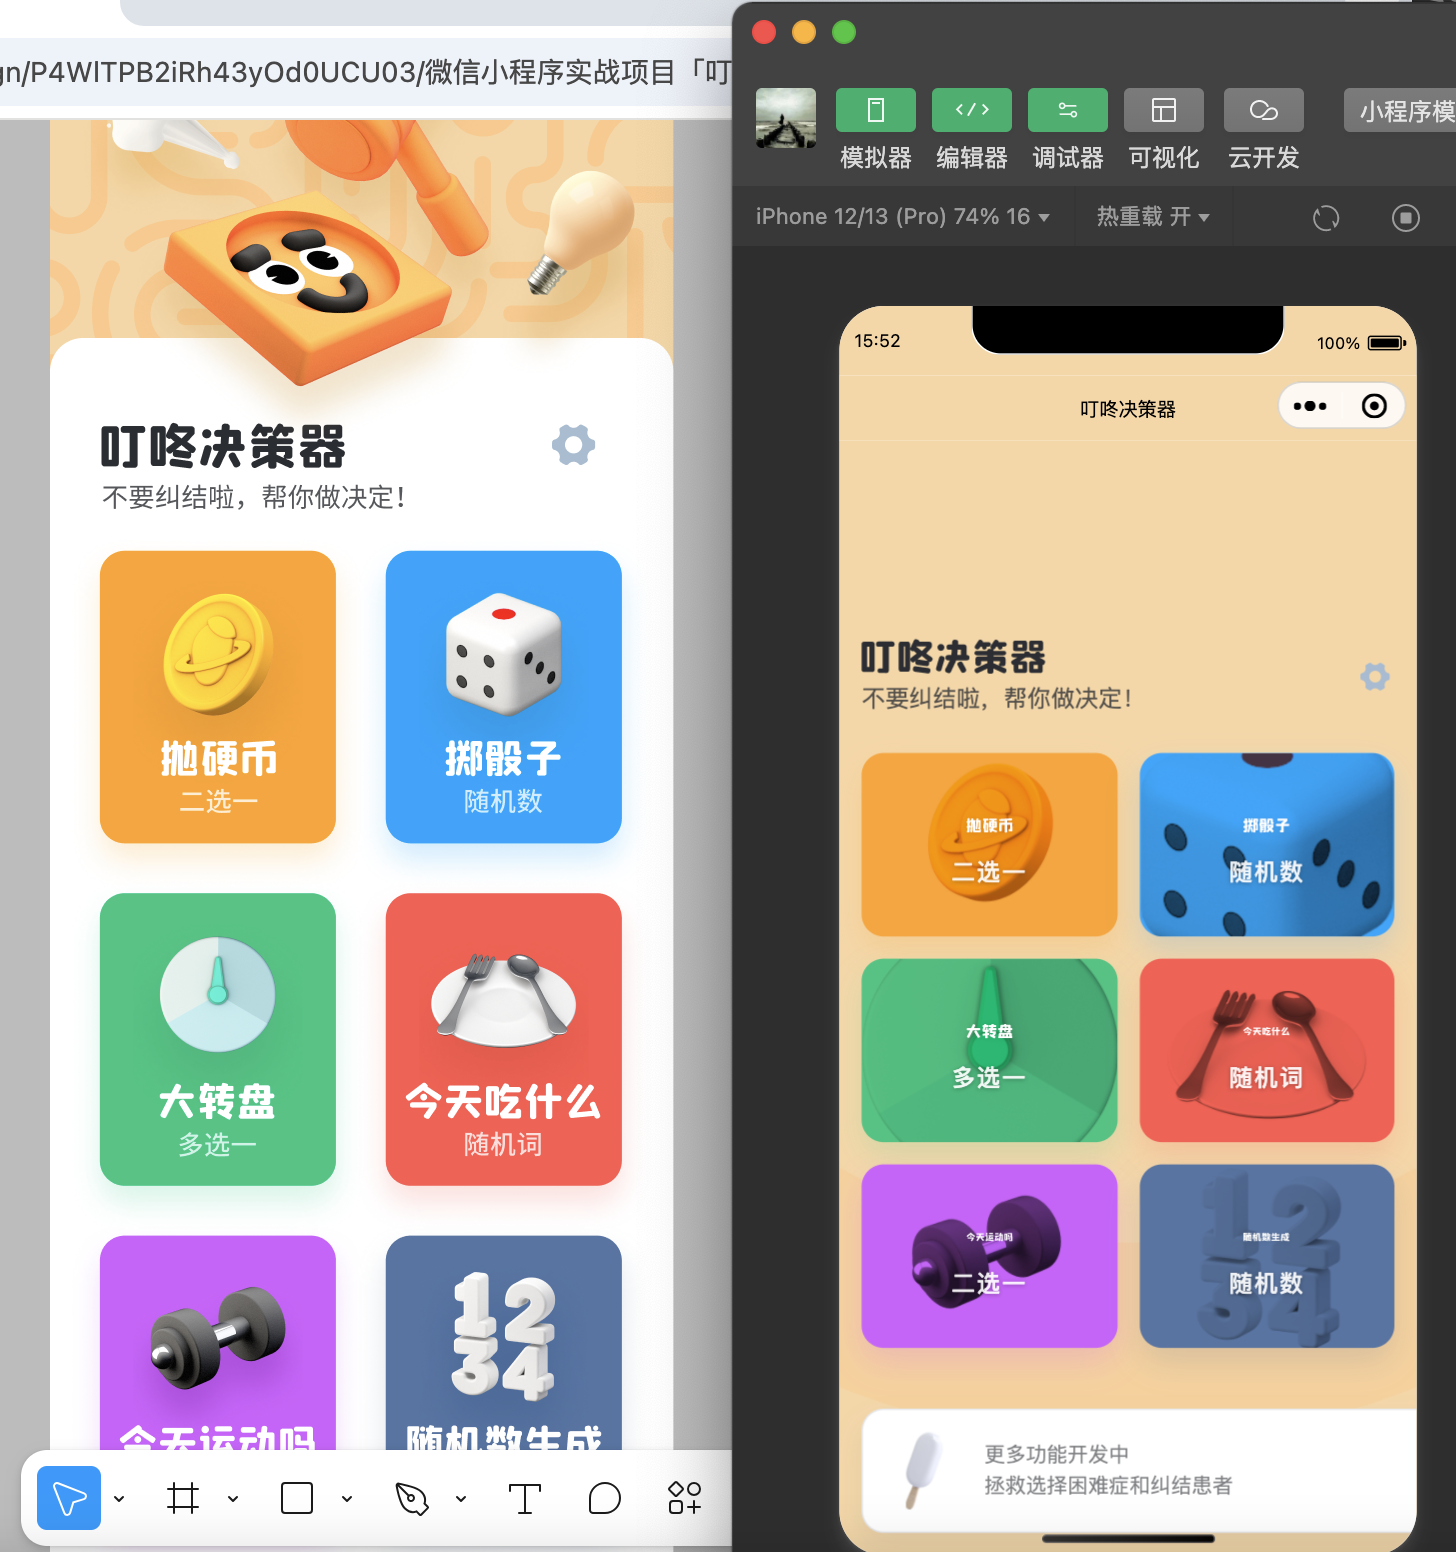 gn/P4WlTPB2iRh43yOd0UCU03/微信小程序实战项目「叮
叮咚决策器
不要纠结啦，帮你做决定！
抛硬币
二选一
掷骰子
随机数
大转盘
多选一
今天吃什么
随机词
今天运动吗
随机数生成
模拟器
编辑器
调试器
可视化
云开发
小程序模
iPhone 12/13 (Pro) 74% 16
热重载 开
15:52
100%
叮咚决策器
叮咚决策器
不要纠结啦，帮你做决定！
抛硬币
二选一
掷骰子
随机数
大转盘
多选一
今天吃什么
随机词
今天运动吗
二选一
随机数生成
随机数
更多功能开发中
拯救选择困难症和纠结患者